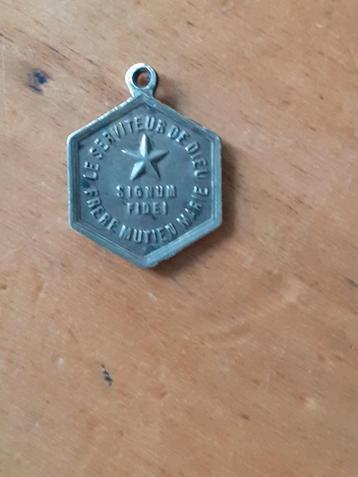 LE SERVITEUR DE DIEU
SIGNUM
FIDEI
FRÈRE MUTIEN MARIE